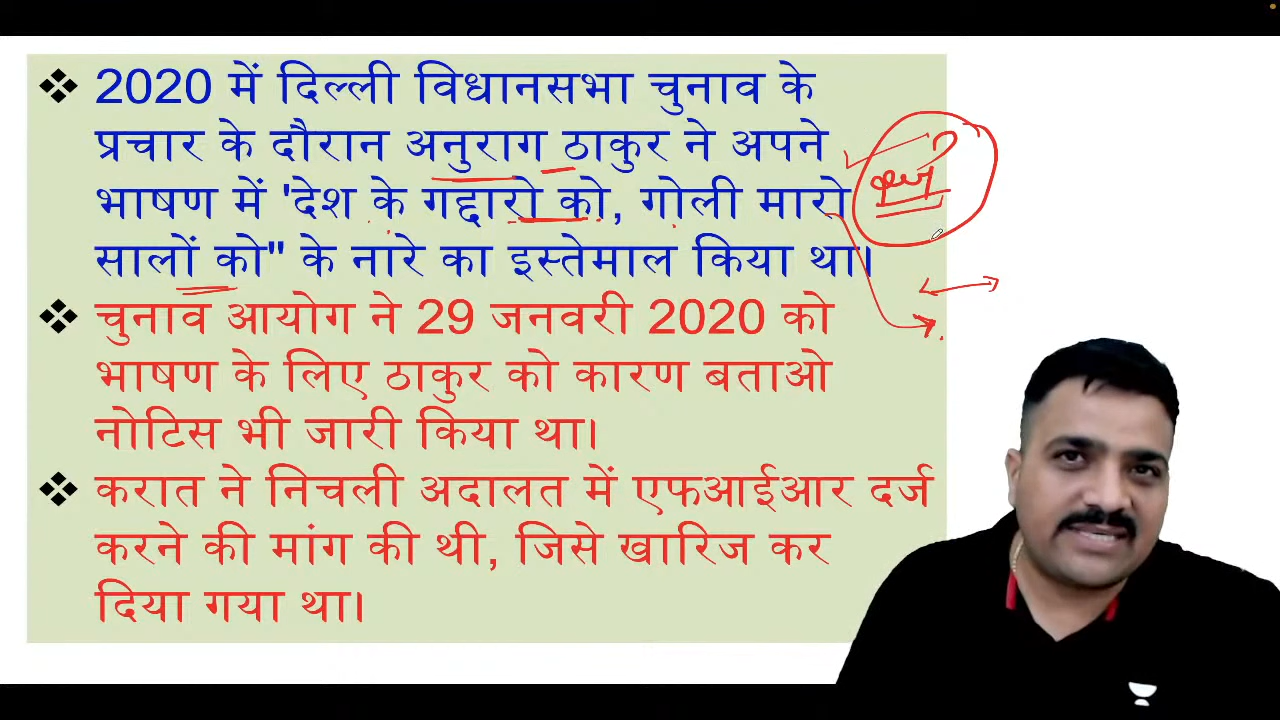 2020 में दिल्ली विधानसभा चुनाव के
प्रचार के दौरान अनुराग ठाकुर ने अपने
भाषण में 'देश के गद्दारो को, गोली मारो
सालों को" के नारे का इस्तेमाल किया था।
चुनाव आयोग ने 29 जनवरी 2020 को
भाषण के लिए ठाकुर को कारण बताओ
नोटिस भी जारी किया था।
करात ने निचली अदालत में एफआईआर दर्ज
करने की मांग की थी, जिसे खारिज कर
दिया गया था।